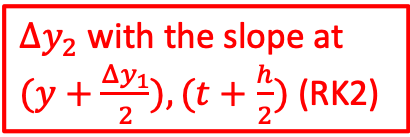 Δy₂ with the slope at
(y + Δy₁/2), (t + h/2) (RK2)